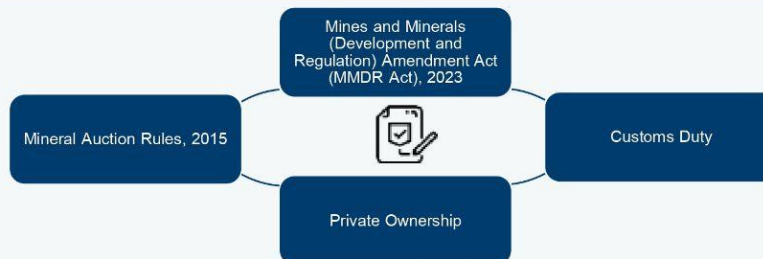 Mines and Minerals
(Development and
Regulation) Amendment Act
(MMDR Act), 2023
Mineral Auction Rules, 2015
Customs Duty
Private Ownership